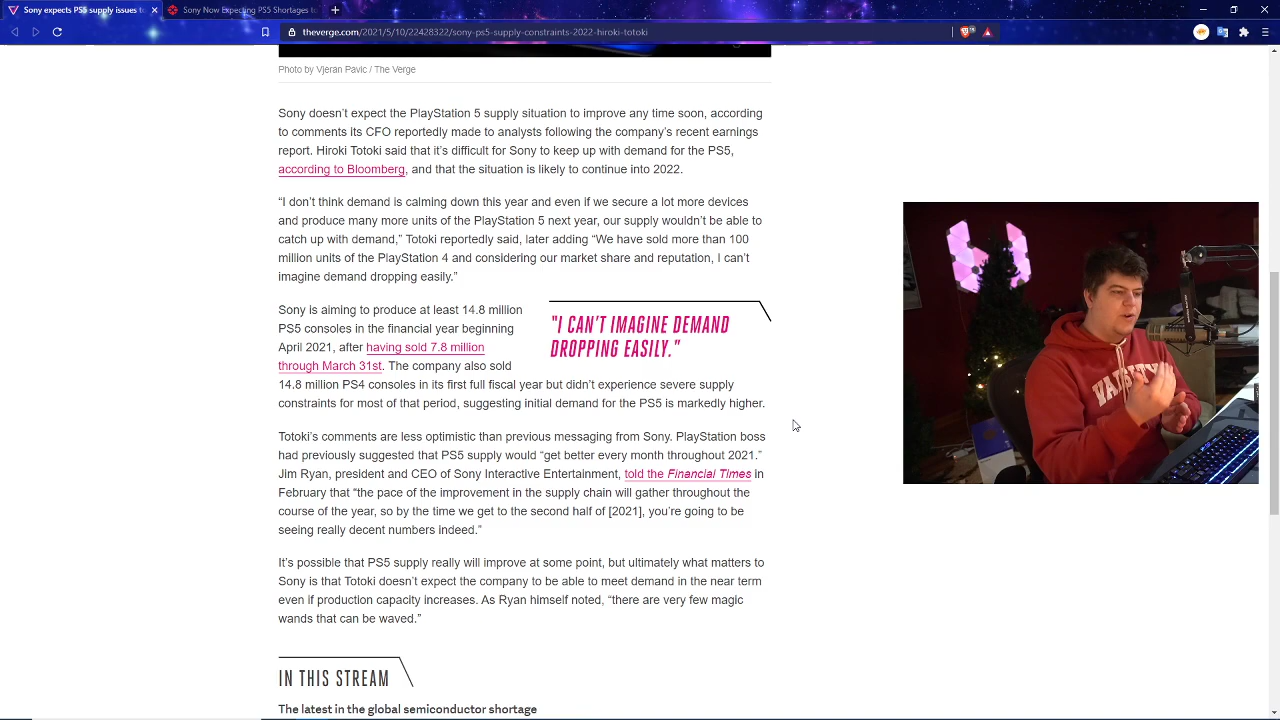 Sony expects PS5 supply issues t
Sony Now Expecting PS5 Shortages to
theverge.com/2021/5/10/22428322/sony-ps5-supply-constraints-2022-hiroki-totoki
Photo by Vjeran Pavic / The Verge
Sony doesn’t expect the PlayStation 5 supply situation to improve any time soon, according
to comments its CFO reportedly made to analysts following the company’s recent earnings
report. Hiroki Totoki said that it’s difficult for Sony to keep up with demand for the PS5,
according to Bloomberg, and that the situation is likely to continue into 2022.
“I don’t think demand is calming down this year and even if we secure a lot more devices
and produce many more units of the PlayStation 5 next year, our supply wouldn’t be able to
catch up with demand,” Totoki reportedly said, later adding “We have sold more than 100
million units of the PlayStation 4 and considering our market share and reputation, I can’t
imagine demand dropping easily.”
Sony is aiming to produce at least 14.8 million
PS5 consoles in the financial year beginning
April 2021, after having sold 7.8 million
through March 31st. The company also sold
14.8 million PS4 consoles in its first full fiscal year but didn’t experience severe supply
constraints for most of that period, suggesting initial demand for the PS5 is markedly higher.
"I CAN’T IMAGINE DEMAND
DROPPING EASILY."
Totoki’s comments are less optimistic than previous messaging from Sony. PlayStation boss
had previously suggested that PS5 supply would “get better every month throughout 2021.”
Jim Ryan, president and CEO of Sony Interactive Entertainment, told the Financial Times in
February that “the pace of the improvement in the supply chain will gather throughout the
course of the year, so by the time we get to the second half of [2021], you’re going to be
seeing really decent numbers indeed.”
It’s possible that PS5 supply really will improve at some point, but ultimately what matters to
Sony is that Totoki doesn’t expect the company to be able to meet demand in the near term
even if production capacity increases. As Ryan himself noted, “there are very few magic
wands that can be waved.”
IN THIS STREAM
The latest in the global semiconductor shortage
VARSITY